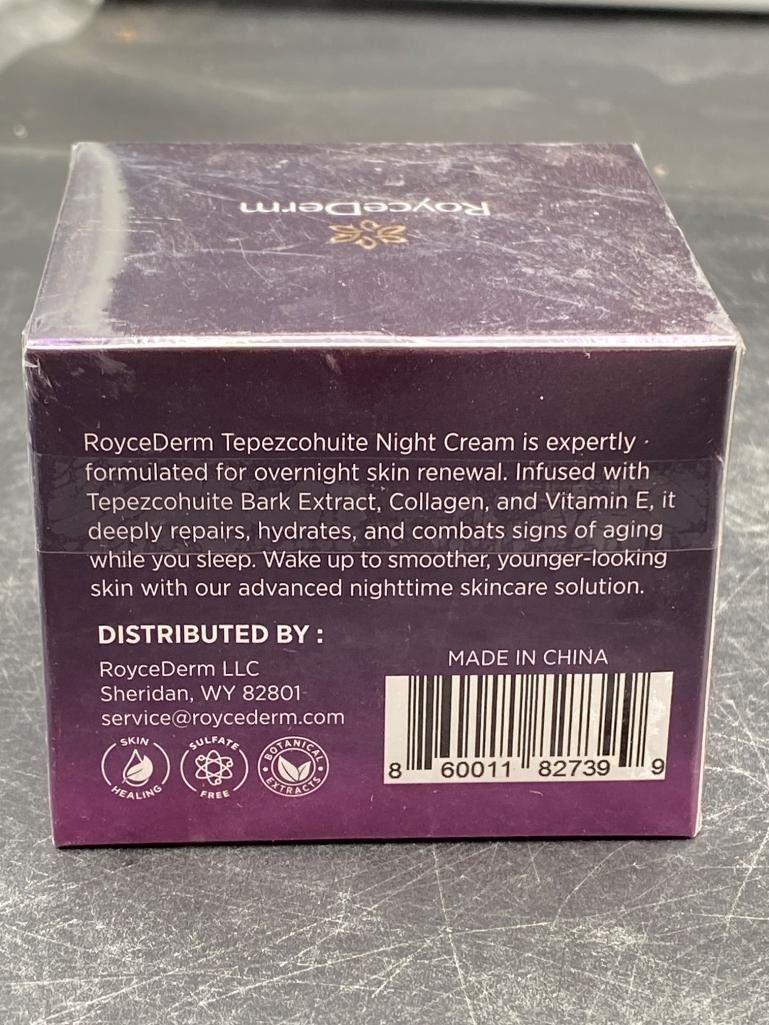 RoyceDerm
RoyceDerm Tepezcohuite Night Cream is expertly
formulated for overnight skin renewal. Infused with
Tepezcohuite Bark Extract, Collagen, and Vitamin E, it
deeply repairs, hydrates, and combats signs of aging
while you sleep. Wake up to smoother, younger-looking
skin with our advanced nighttime skincare solution.
DISTRIBUTED BY :
RoyceDerm LLC
Sheridan, WY 82801
service@roycederm.com
SKIN
HEALING
SULFATE
FREE
BOTANICAL
EXTRACTS
MADE IN CHINA
8 60011 82739 9